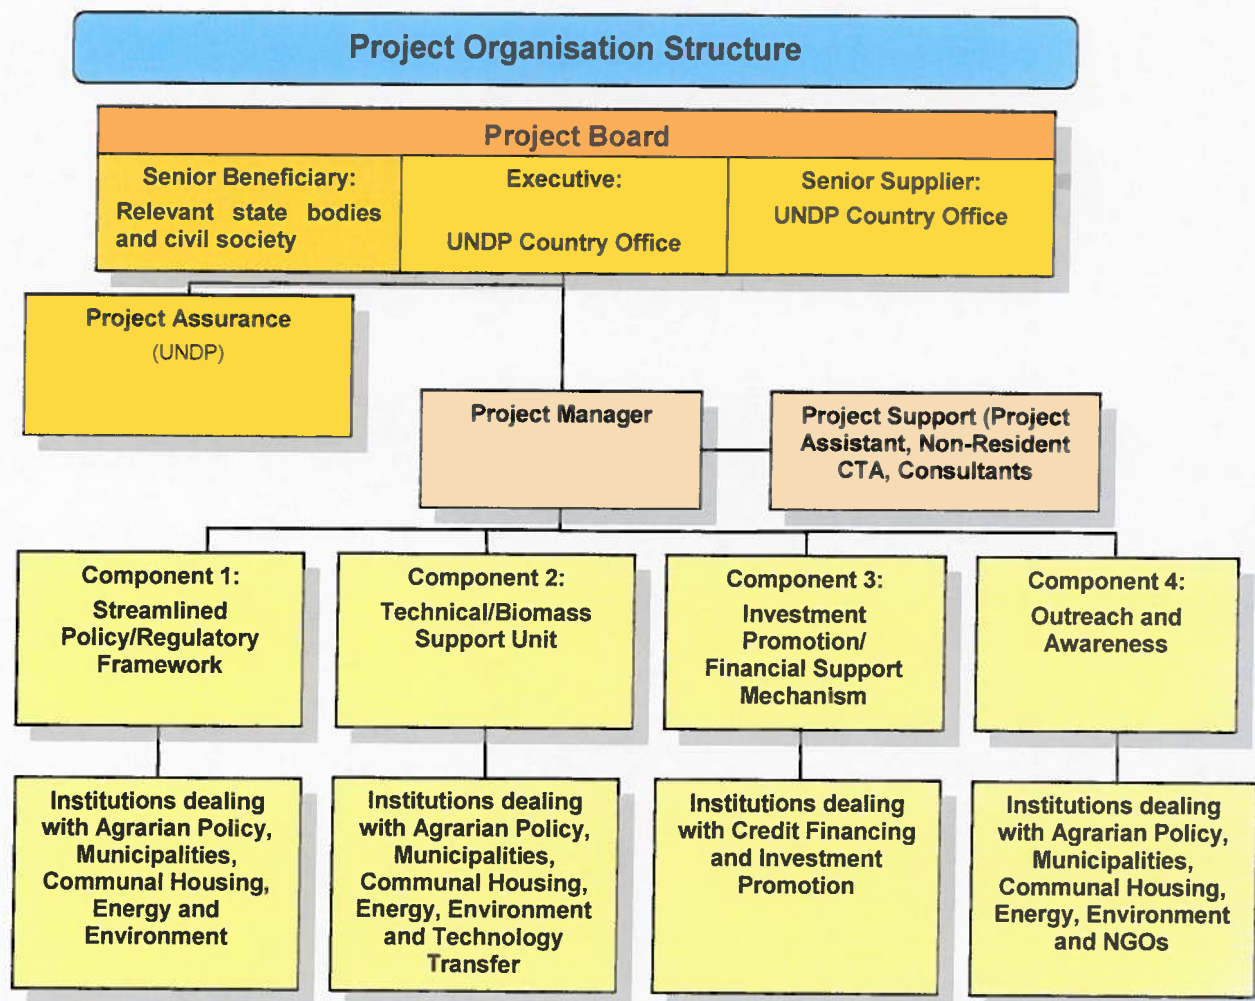 Project Organisation Structure
Project Board
Senior Beneficiary:
Relevant state bodies
and civil society
Executive:
UNDP Country Office
Senior Supplier:
UNDP Country Office
Project Assurance
(UNDP)
Project Manager
Project Support (Project
Assistant, Non-Resident
CTA, Consultants
Component 1:
Streamlined
Policy/Regulatory
Framework
Component 2:
Technical/Biomass
Support Unit
Component 3:
Investment
Promotion/
Financial Support
Mechanism
Component 4:
Outreach and
Awareness
Institutions dealing
with Agrarian Policy,
Municipalities,
Communal Housing,
Energy and
Environment
Institutions dealing
with Agrarian Policy,
Municipalities,
Communal Housing,
Energy, Environment
and Technology
Transfer
Institutions dealing
with Credit Financing
and Investment
Promotion
Institutions dealing
with Agrarian Policy,
Municipalities,
Communal Housing,
Energy, Environment
and NGOs